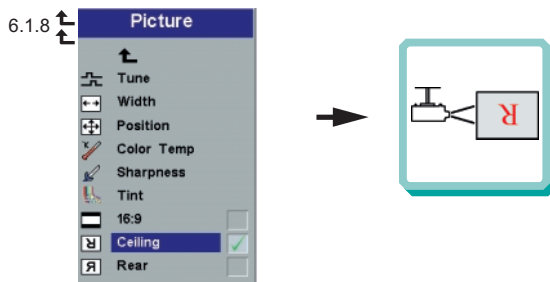 6.1.8
Picture
Tune
Width
Position
Color Temp
Sharpness
Tint
16:9
R Ceiling
R Rear
R